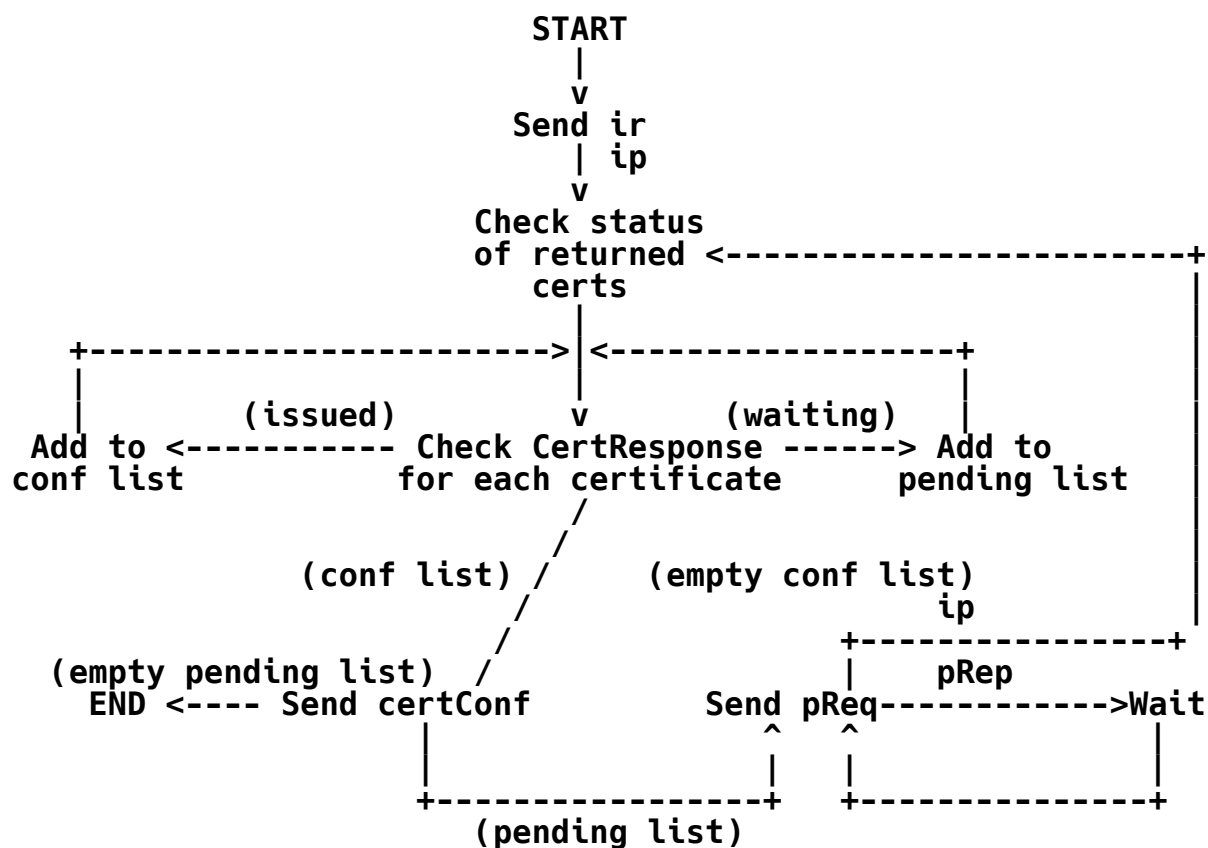 START
|
v
Send ir
| ip
v
Check status
of returned <------------------------+
certs |
| |
+------------------------>|<------------------+ |
| | | |
| (issued) v (waiting) | |
Add to <----------- Check CertResponse ------> Add to |
conf list for each certificate pending list |
/ |
/ |
(conf list) / (empty conf list) |
/ ip |
/ +----------------+
(empty pending list) / | pRep
END <---- Send certConf Send pReq------------>Wait
| ^ ^ |
| | | |
+-----------------+ +---------------+
(pending list)